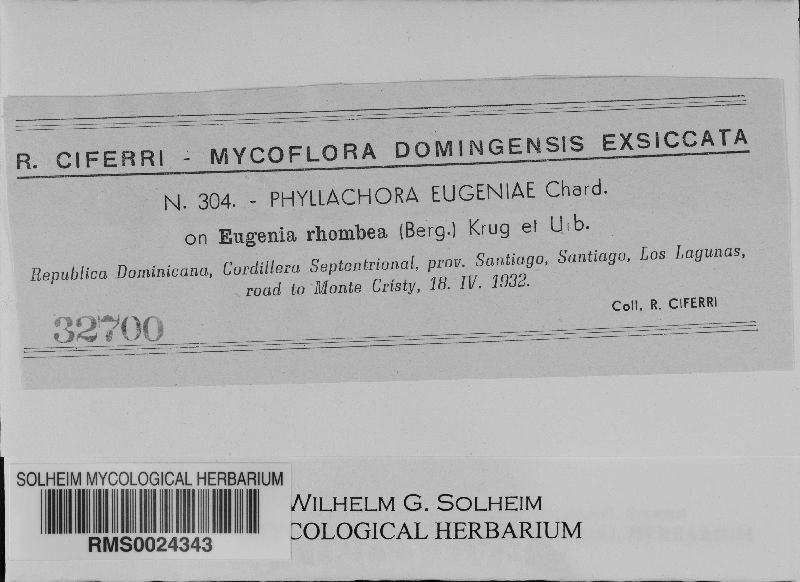 R. CIFERRI - MYCOFLORA DOMINGENSIS EXSICCATA
N. 304. - PHYLLACHORA EUGENIAE Chard.
on Eugenia rhombea (Berg.) Krug et Urb.
Republica Dominicana, Cordillera Septentrional, prov. Santiago, Santiago, Los Lagunas,
road to Monte Cristy, 18. IV. 1932.
Coll. R. CIFERRI
32700
SOLHEIM MYCOLOGICAL HERBARIUM
RMS0024343
WILHELM G. SOLHEIM
COLOGICAL HERBARIUM